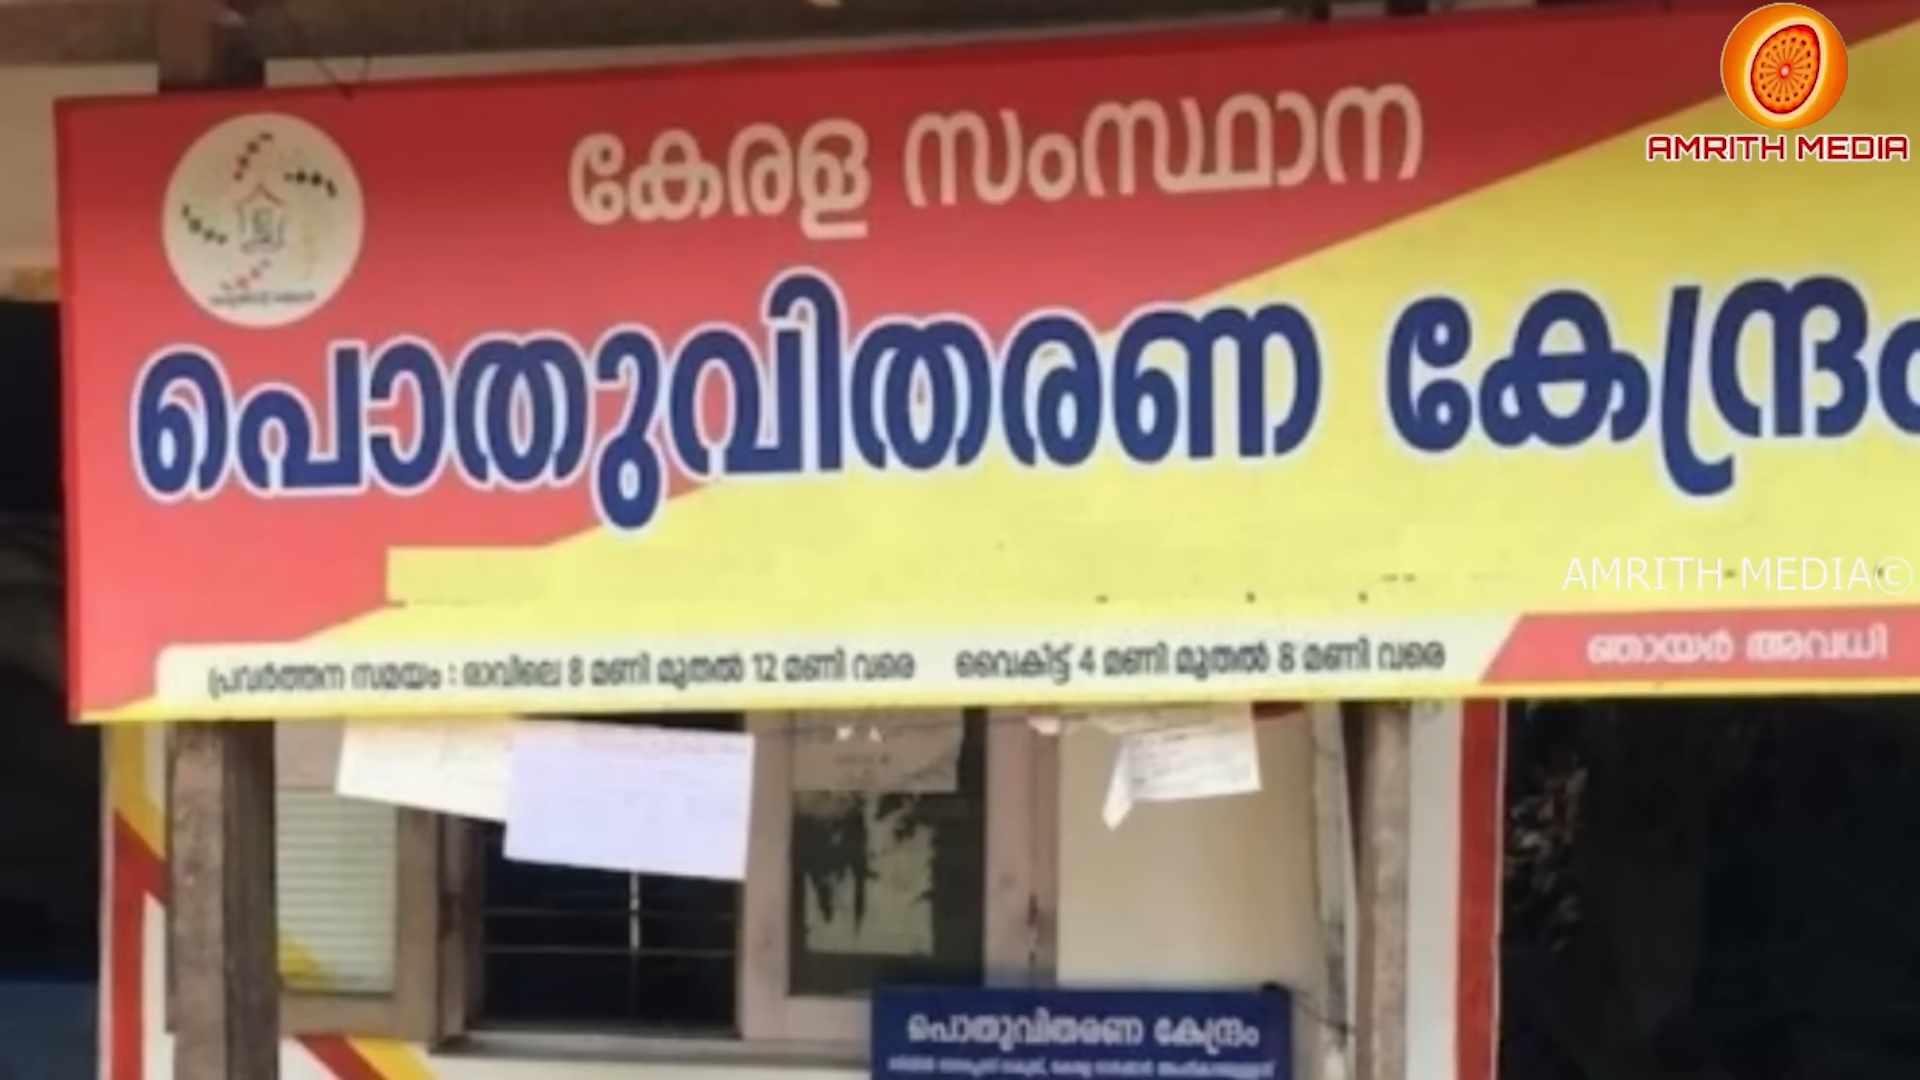 AMRITH MEDIA
കേരള സംസ്ഥാന
പൊതുവിതരണ കേന്ദ്രം
AMRITH MEDIA©
പ്രവർത്തന സമയം : രാവിലെ 8 മണി മുതൽ 12 മണി വരെ വൈകിട്ട് 4 മണി മുതൽ 8 മണി വരെ
ഞായർ അവധി
പൊതുവിതരണ കേന്ദ്രം